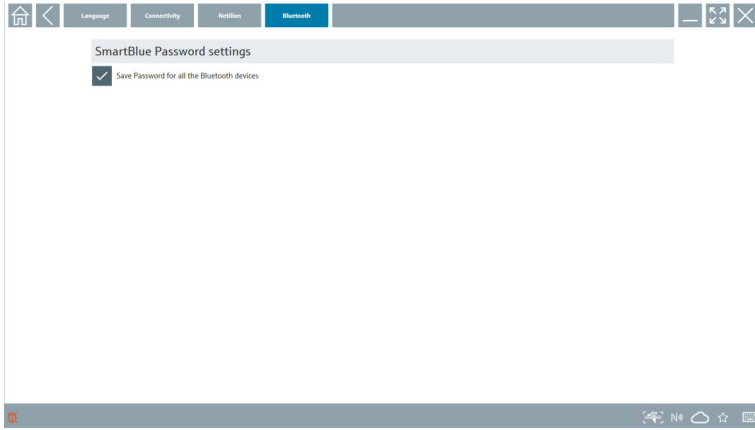 Language Connectivity Netilion Bluetooth
SmartBlue Password settings
Save Password for all the Bluetooth devices